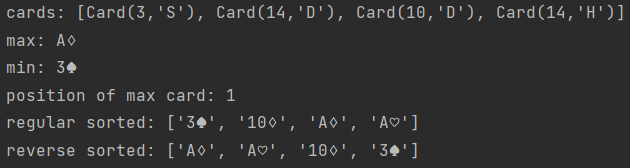 cards: [Card(3,'S'), Card(14,'D'), Card(10,'D'), Card(14,'H')]
max: A♢
min: 3♠
position of max card: 1
regular sorted: ['3♠', '10♢', 'A♢', 'A♡']
reverse sorted: ['A♢', 'A♡', '10♢', '3♠']